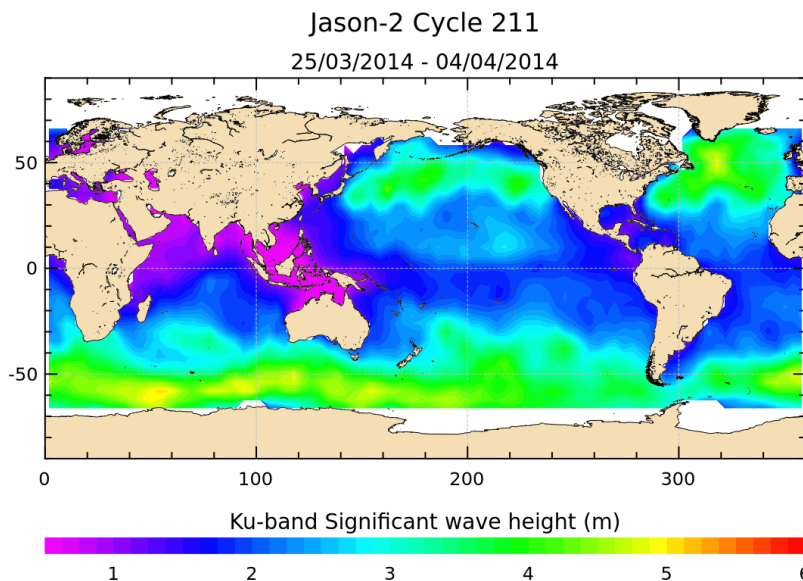 Jason-2 Cycle 211
25/03/2014 - 04/04/2014
50
0
-50
0 100 200 300
Ku-band Significant wave height (m)
1 2 3 4 5 6